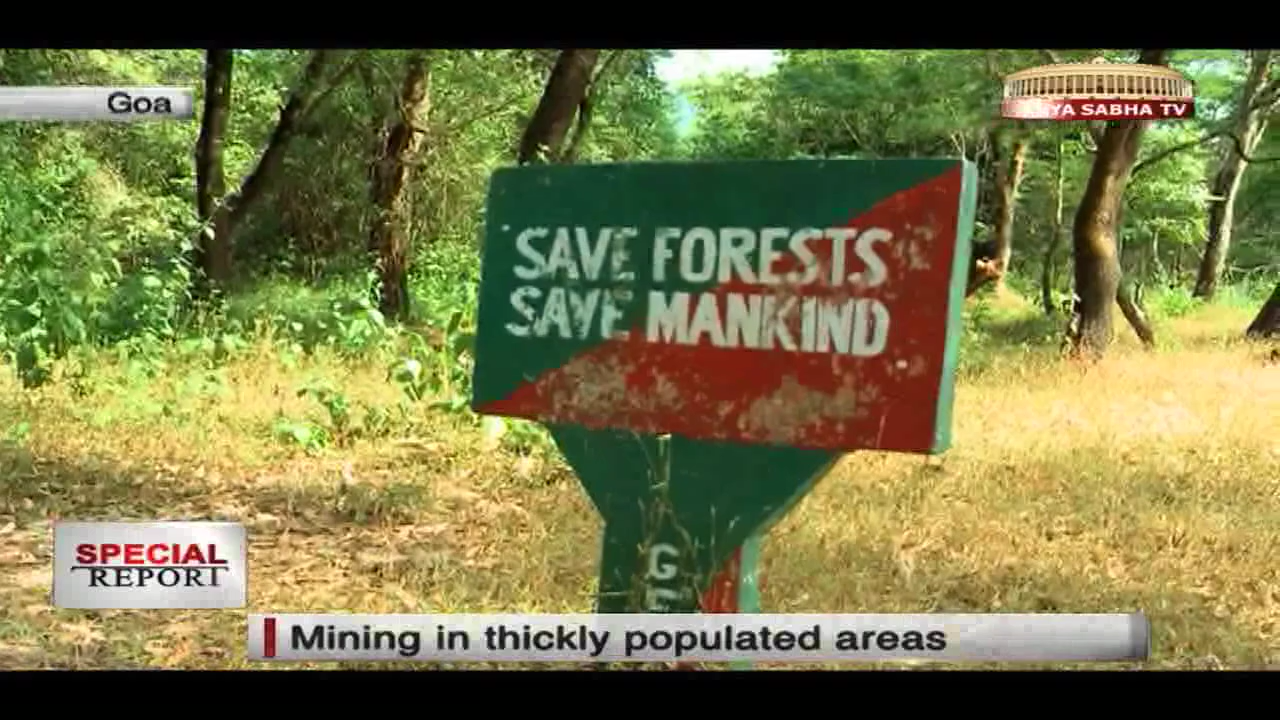 Goa
SABHA TV
SAVE FORESTS
SAVE MANKIND
G
SPECIAL
REPORT
Mining in thickly populated areas